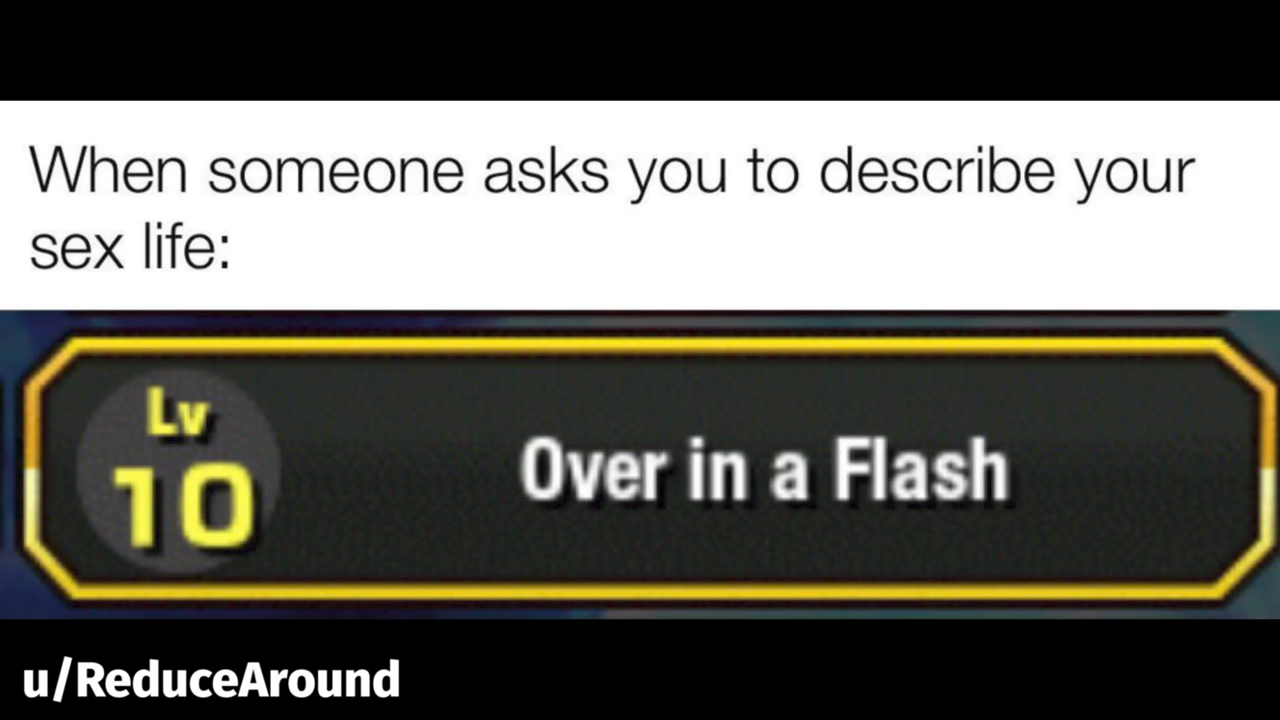 When someone asks you to describe your
sex life:
Lv
10
Over in a Flash
u/ReduceAround